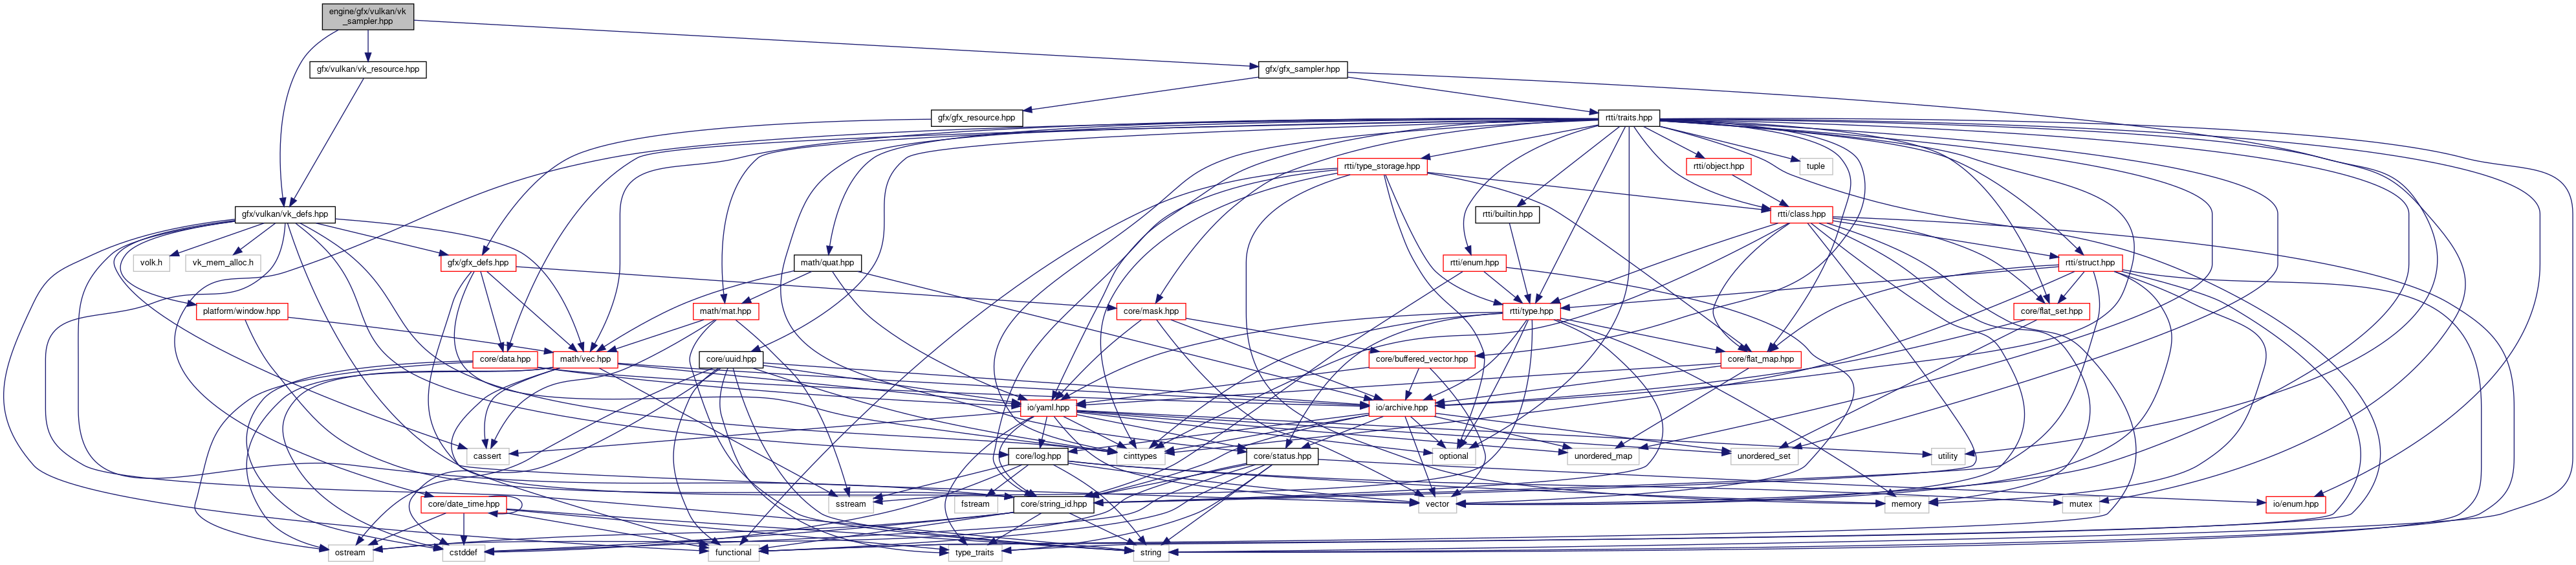 engine/gfx/vulkan/vk
_sampler.hpp
gfx/vulkan/vk_resource.hpp
gfx/gfx_sampler.hpp
gfx/gfx_resource.hpp
rtti/traits.hpp
rtti/type_storage.hpp
rtti/object.hpp
tuple
gfx/vulkan/vk_defs.hpp
rtti/builtin.hpp
rtti/class.hpp
volk.h
vk_mem_alloc.h
gfx/gfx_defs.hpp
math/quat.hpp
rtti/enum.hpp
rtti/struct.hpp
platform/window.hpp
math/mat.hpp
core/mask.hpp
rtti/type.hpp
core/flat_set.hpp
core/data.hpp
math/vec.hpp
core/uuid.hpp
core/buffered_vector.hpp
core/flat_map.hpp
io/yaml.hpp
io/archive.hpp
cassert
core/log.hpp
cinttypes
core/status.hpp
optional
unordered_map
unordered_set
utility
core/date_time.hpp
sstream
fstream
core/string_id.hpp
vector
memory
mutex
io/enum.hpp
ostream
cstddef
functional
type_traits
string